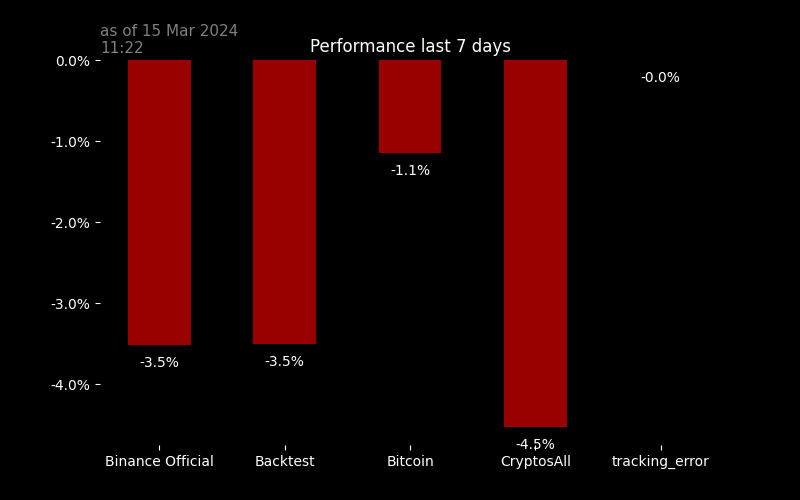 as of 15 Mar 2024
11:22
Performance last 7 days
0.0%
-1.0%
-2.0%
-3.0%
-4.0%
-3.5%
-3.5%
-1.1%
-4.5%
-0.0%
Binance Official
Backtest
Bitcoin
CryptosAll
tracking_error